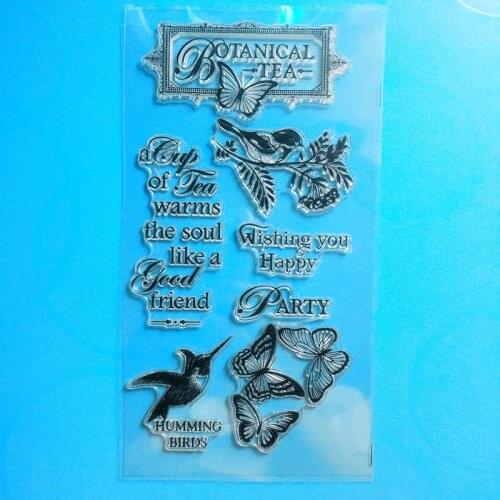 BOTANICAL
TEA
a Cup
of Tea
warms
the soul
like a
Good
friend
Wishing you
Happy
PARTY
HUMMING
BIRDS